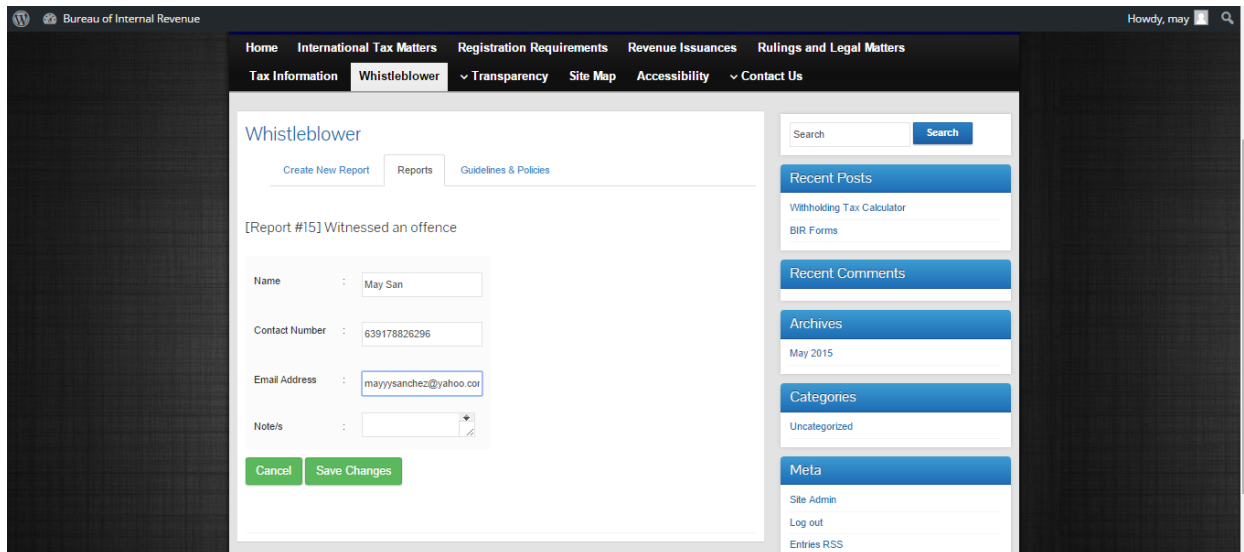 Bureau of Internal Revenue
Howdy, may
Home International Tax Matters Registration Requirements Revenue Issuances Rulings and Legal Matters
Tax Information Whistleblower Transparency Site Map Accessibility Contact Us
Whistleblower
Create New Report Reports Guidelines & Policies
[Report #15] Witnessed an offence
Name : May San
Contact Number : 639178826296
Email Address : mayyysanchez@yahoo.com
Note/s :
Cancel Save Changes
Search Search
Recent Posts
Withholding Tax Calculator
BIR Forms
Recent Comments
Archives
May 2015
Categories
Uncategorized
Meta
Site Admin
Log out
Entries RSS